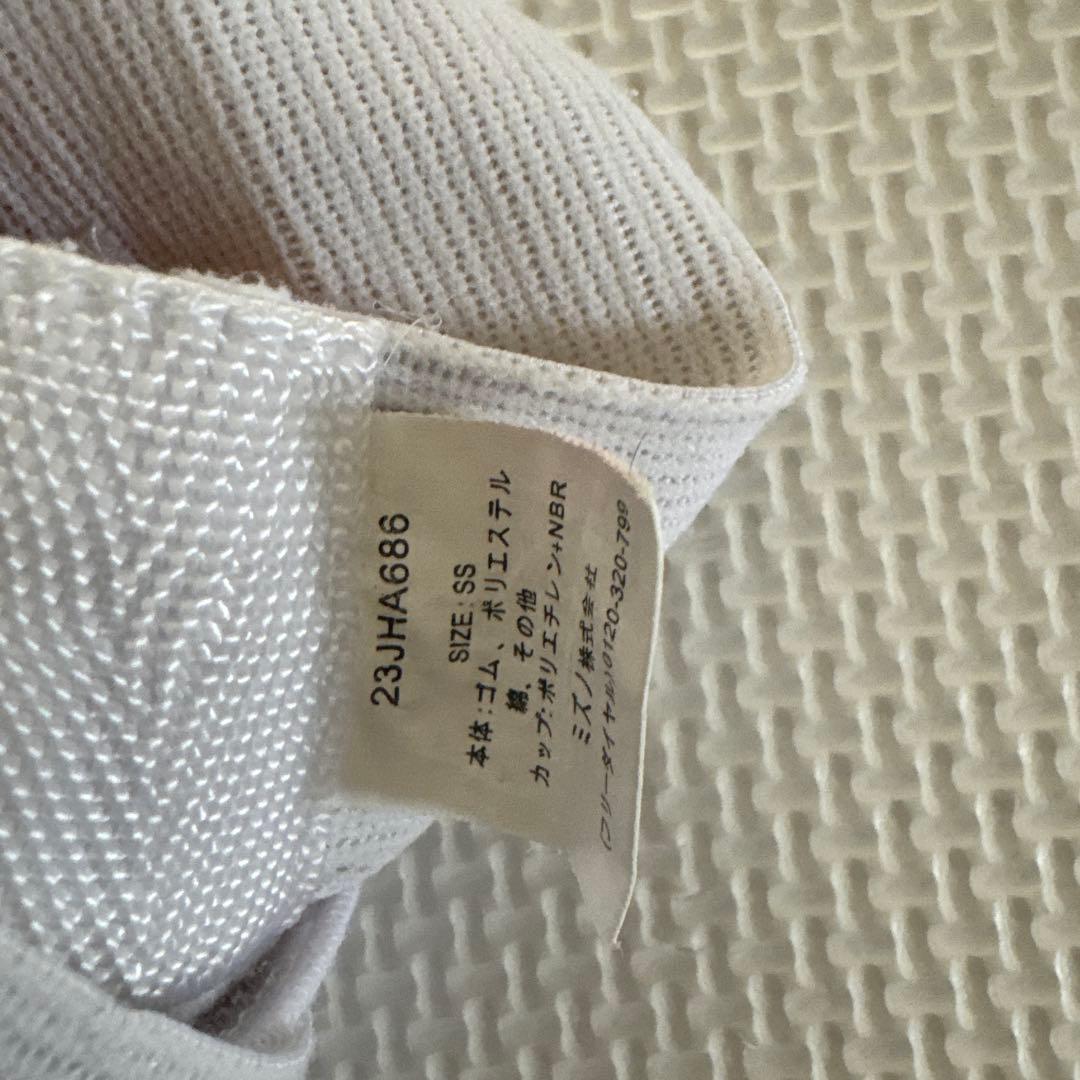 23JHA686
SIZE: SS
本体:ゴム、ポリエステル
綿、その他
カップ:ポリエチレン+NBR
ミズノ株式会社
(フリーダイヤル)0120-320-799